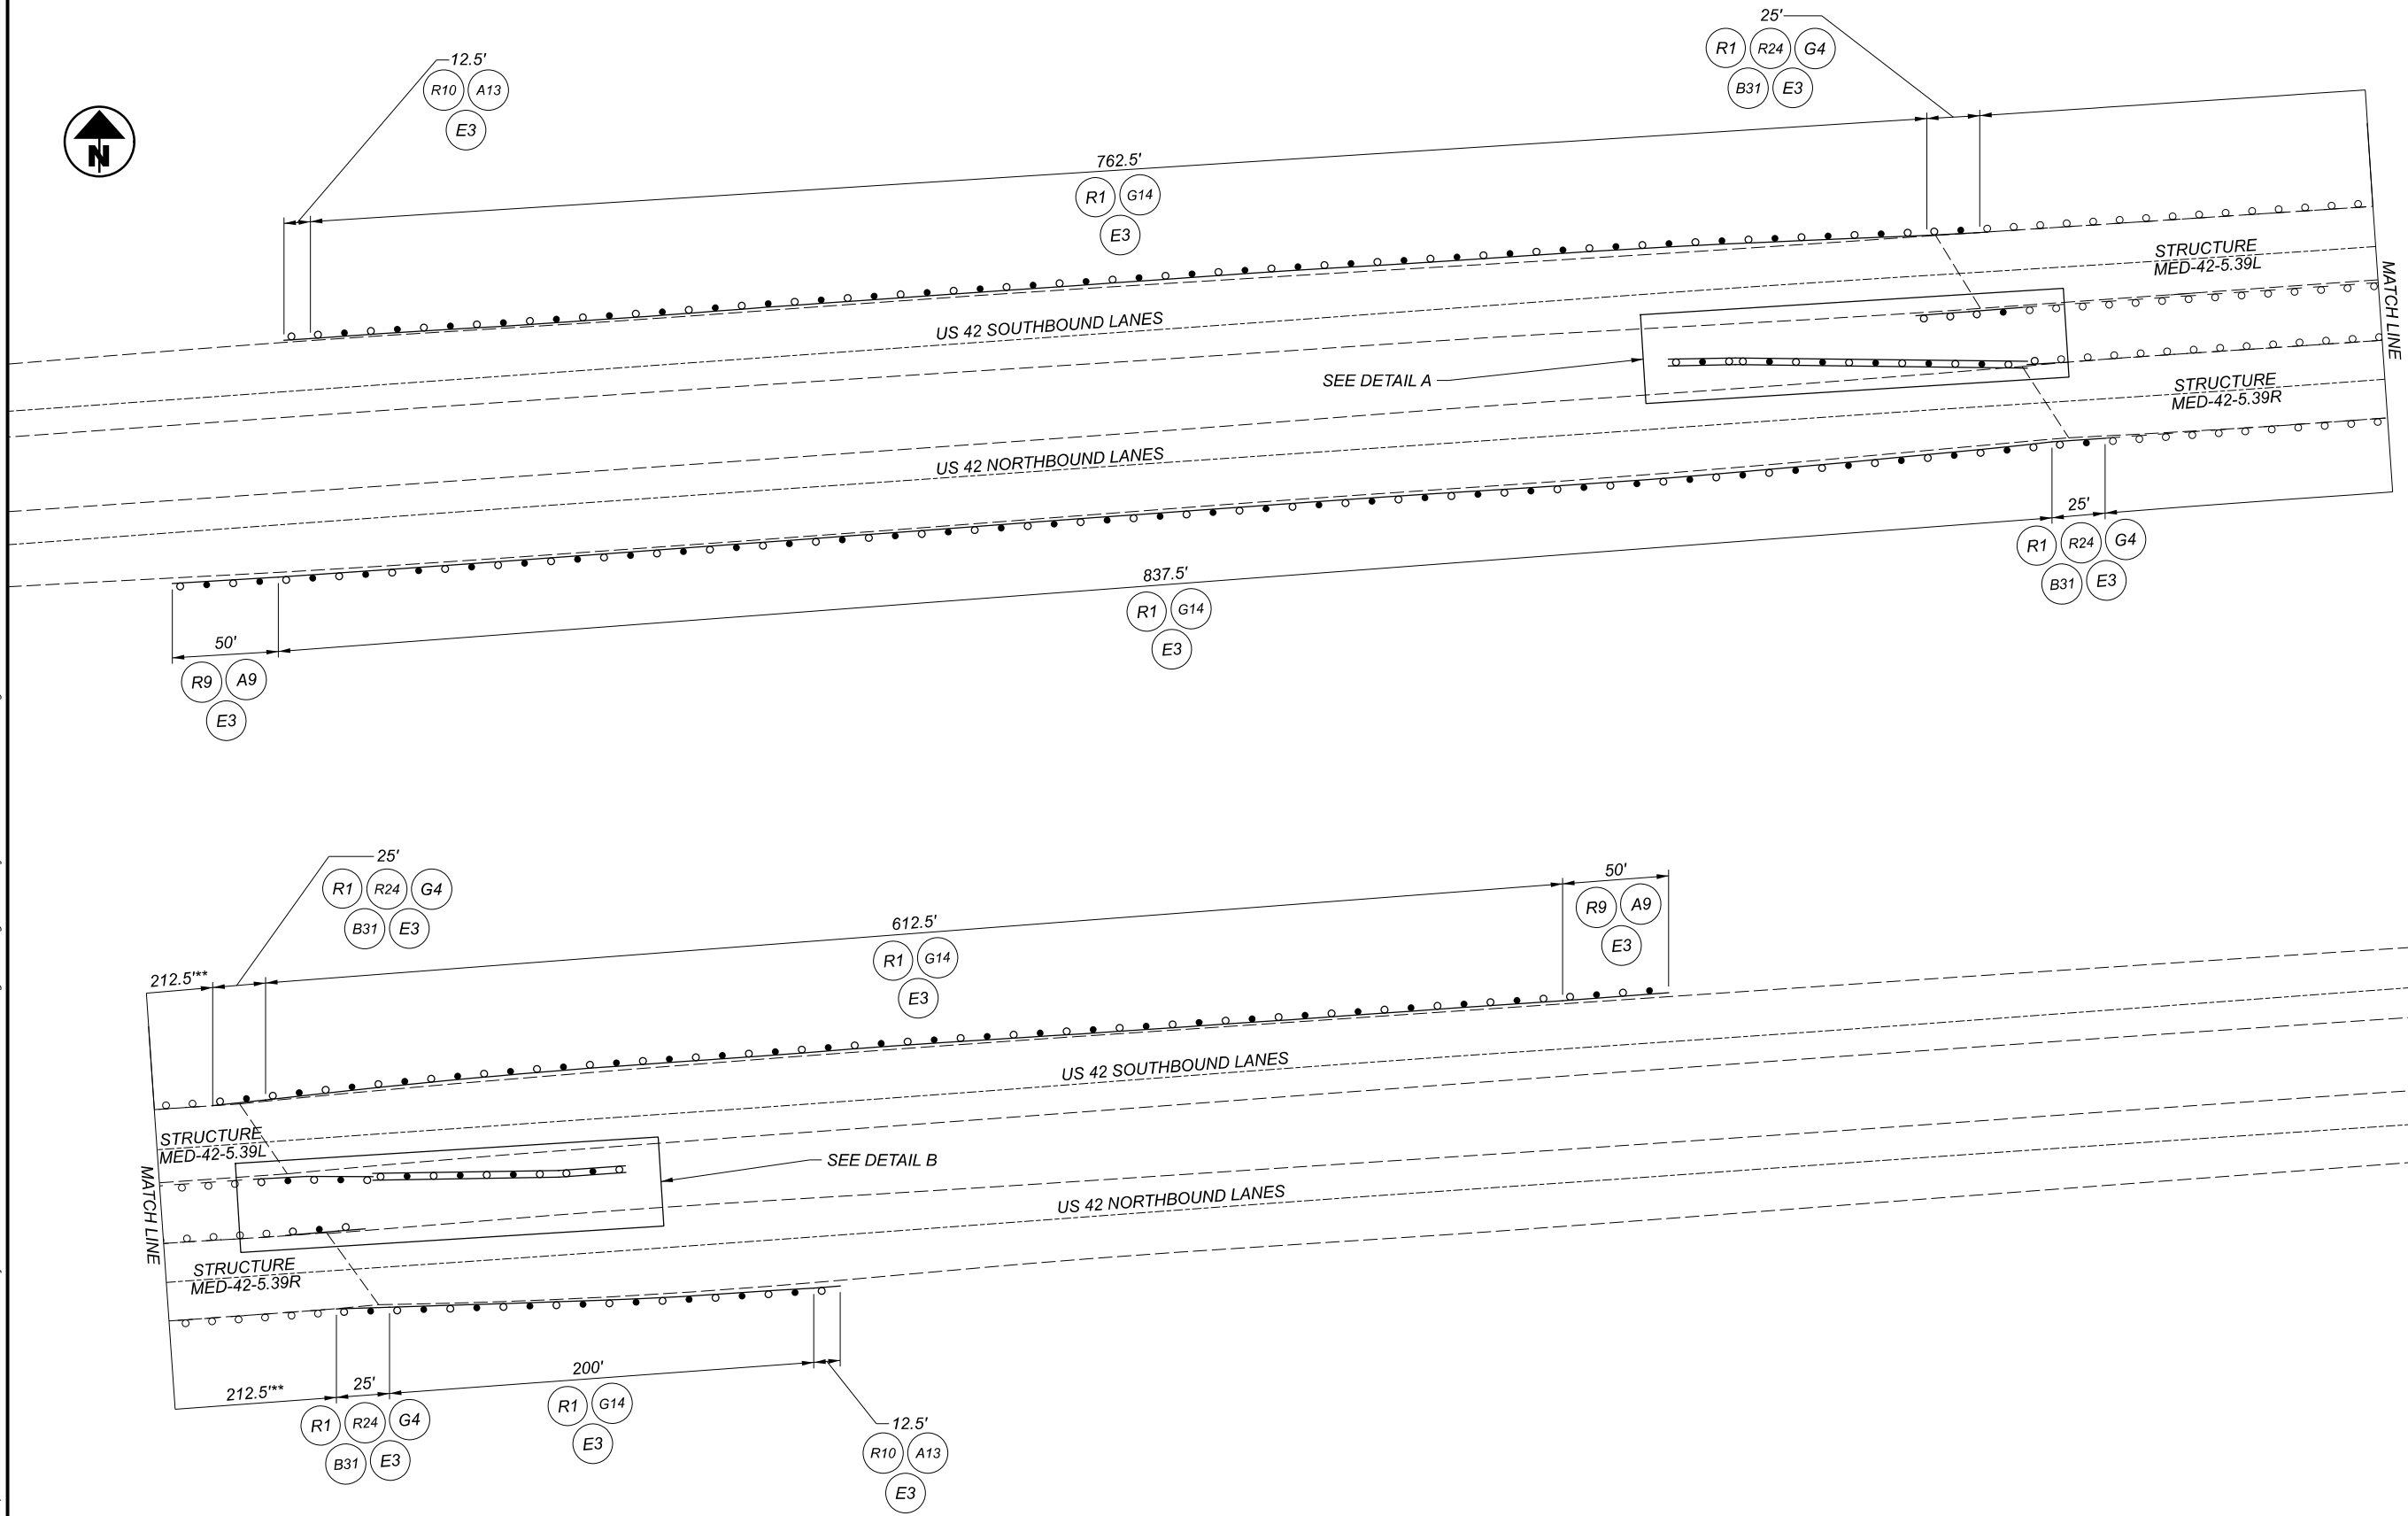 12.5'
R10 A13
E3
N
762.5'
R1 G14
E3
25'
R1 R24 G4
B31 E3
STRUCTURE
MED-42-5.39L
MATCH LINE
US 42 SOUTHBOUND LANES
SEE DETAIL A
STRUCTURE
MED-42-5.39R
US 42 NORTHBOUND LANES
25'
R1 R24 G4
B31 E3
837.5'
R1 G14
E3
50'
R9 A9
E3
25'
R1 R24 G4
B31 E3
212.5'**
612.5'
R1 G14
E3
50'
R9 A9
E3
US 42 SOUTHBOUND LANES
STRUCTURE
MED-42-5.39L
MATCH LINE
SEE DETAIL B
US 42 NORTHBOUND LANES
STRUCTURE
MED-42-5.39R
212.5'**
25'
R1 R24 G4
B31 E3
200'
R1 G14
E3
12.5'
R10 A13
E3